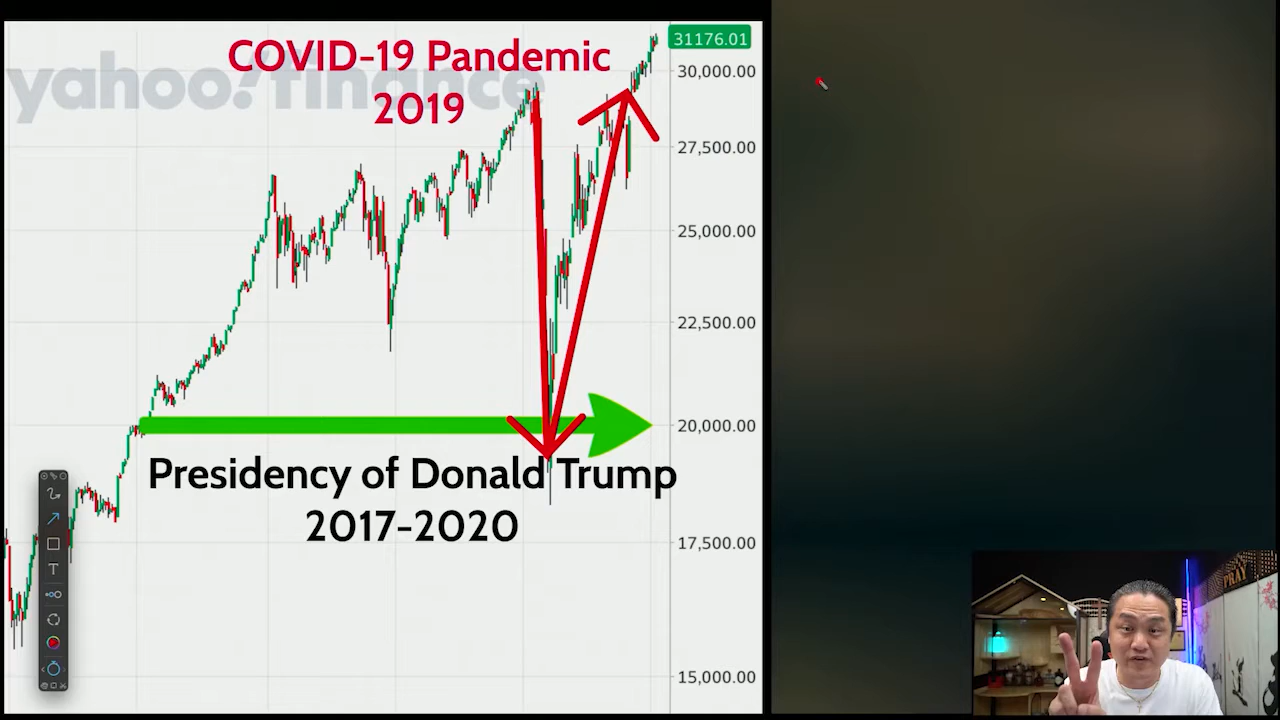 yahoo! finance
COVID-19 Pandemic
2019
31176.01
30,000.00
27,500.00
25,000.00
22,500.00
20,000.00
Presidency of Donald Trump
2017-2020
17,500.00
15,000.00
T
PRAY